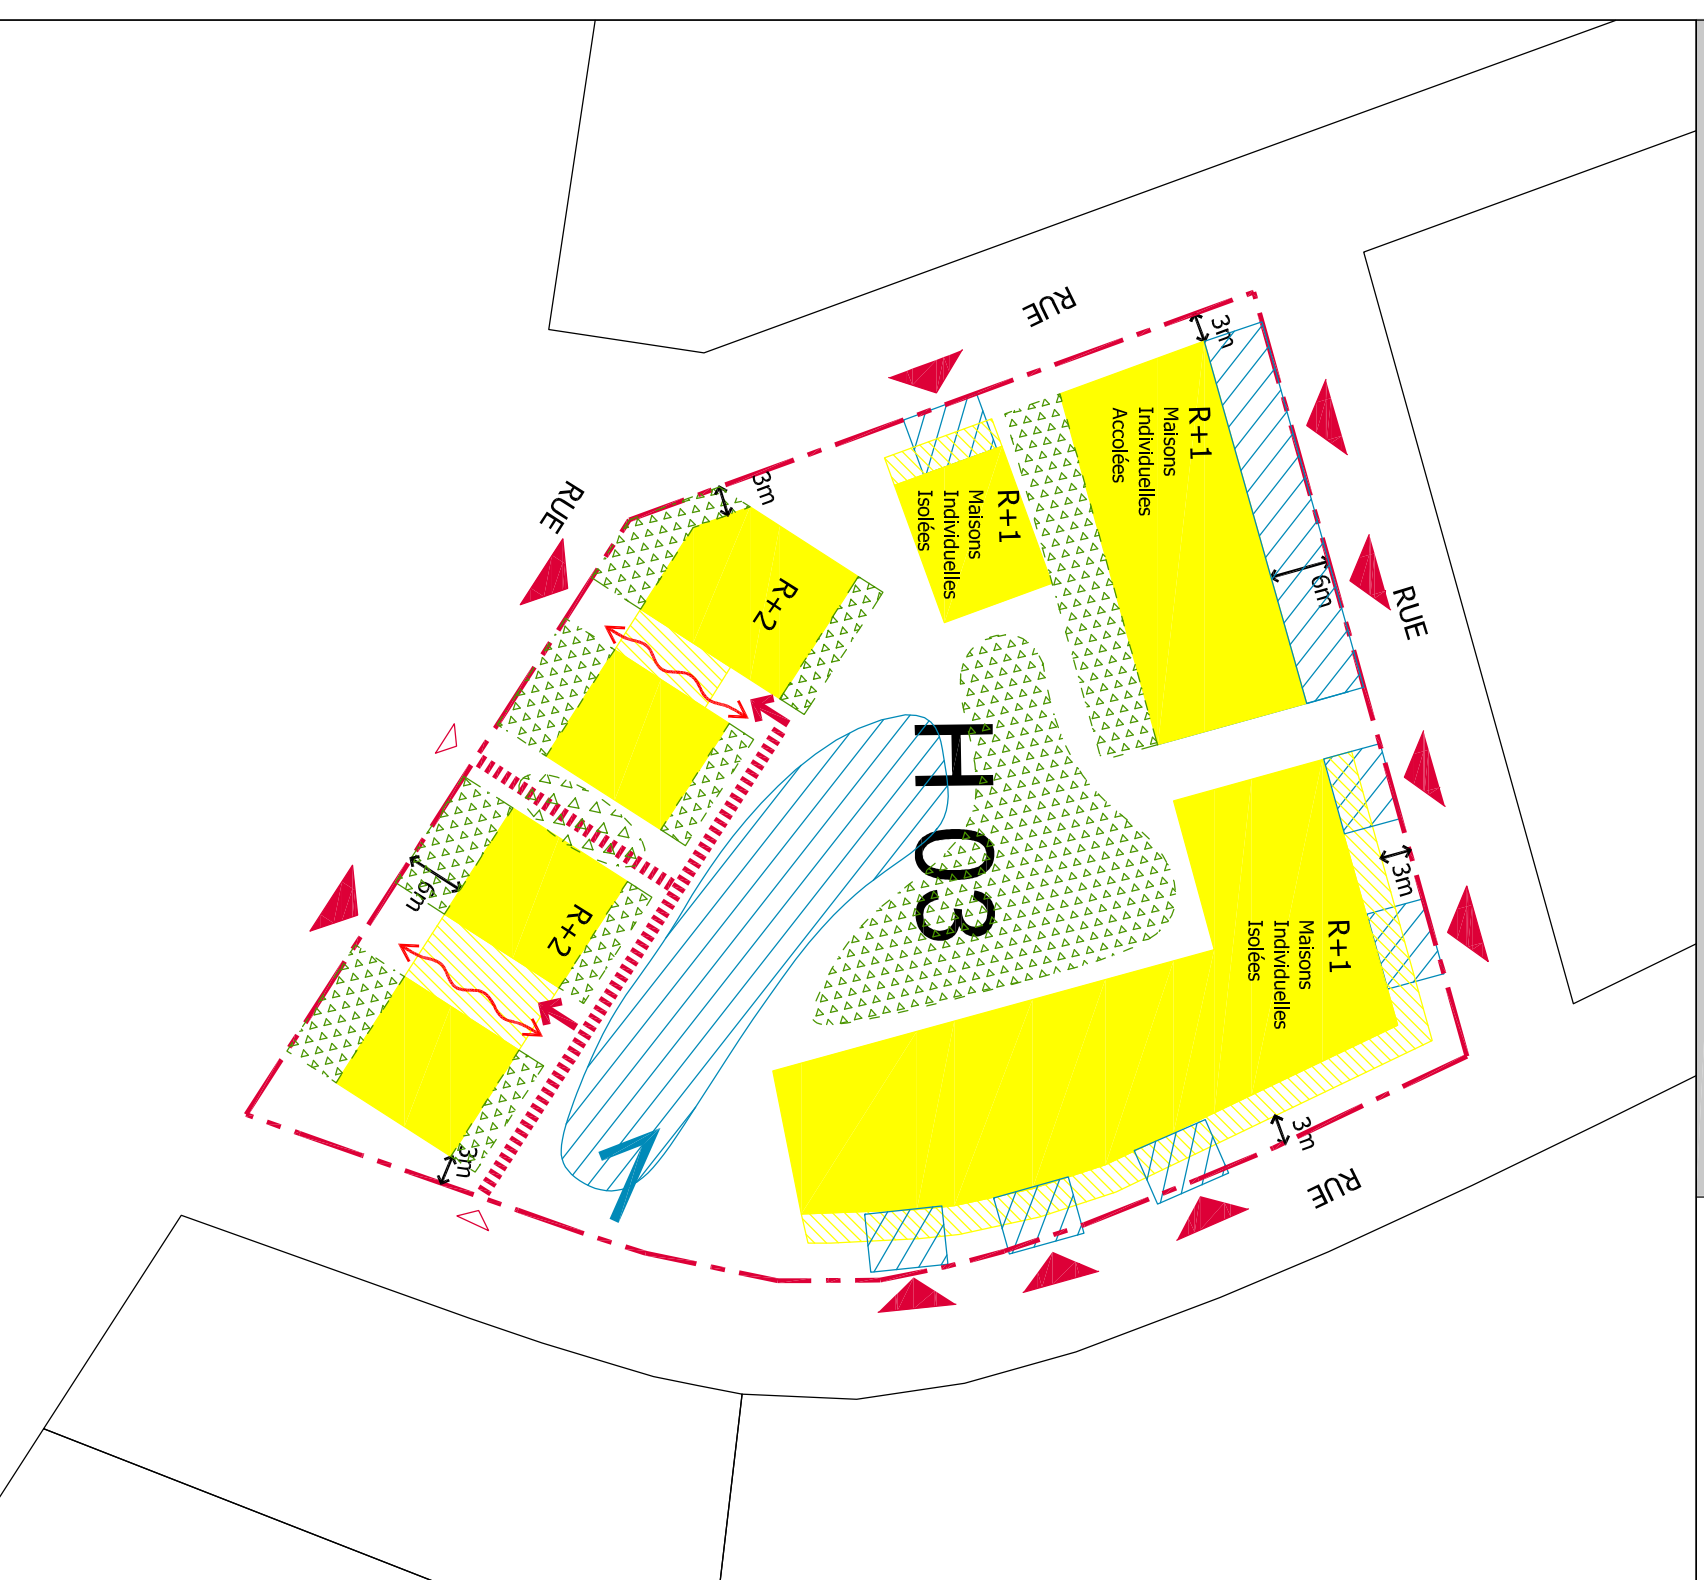 RUE
3m
R+1
Maisons
Individuelles
Accolées
R+1
Maisons
Individuelles
Isolées
3m
RUE
6m
RUE
R+2
H 03
3m
6m
R+2
R+1
Maisons
Individuelles
Isolées
3m
3m
RUE